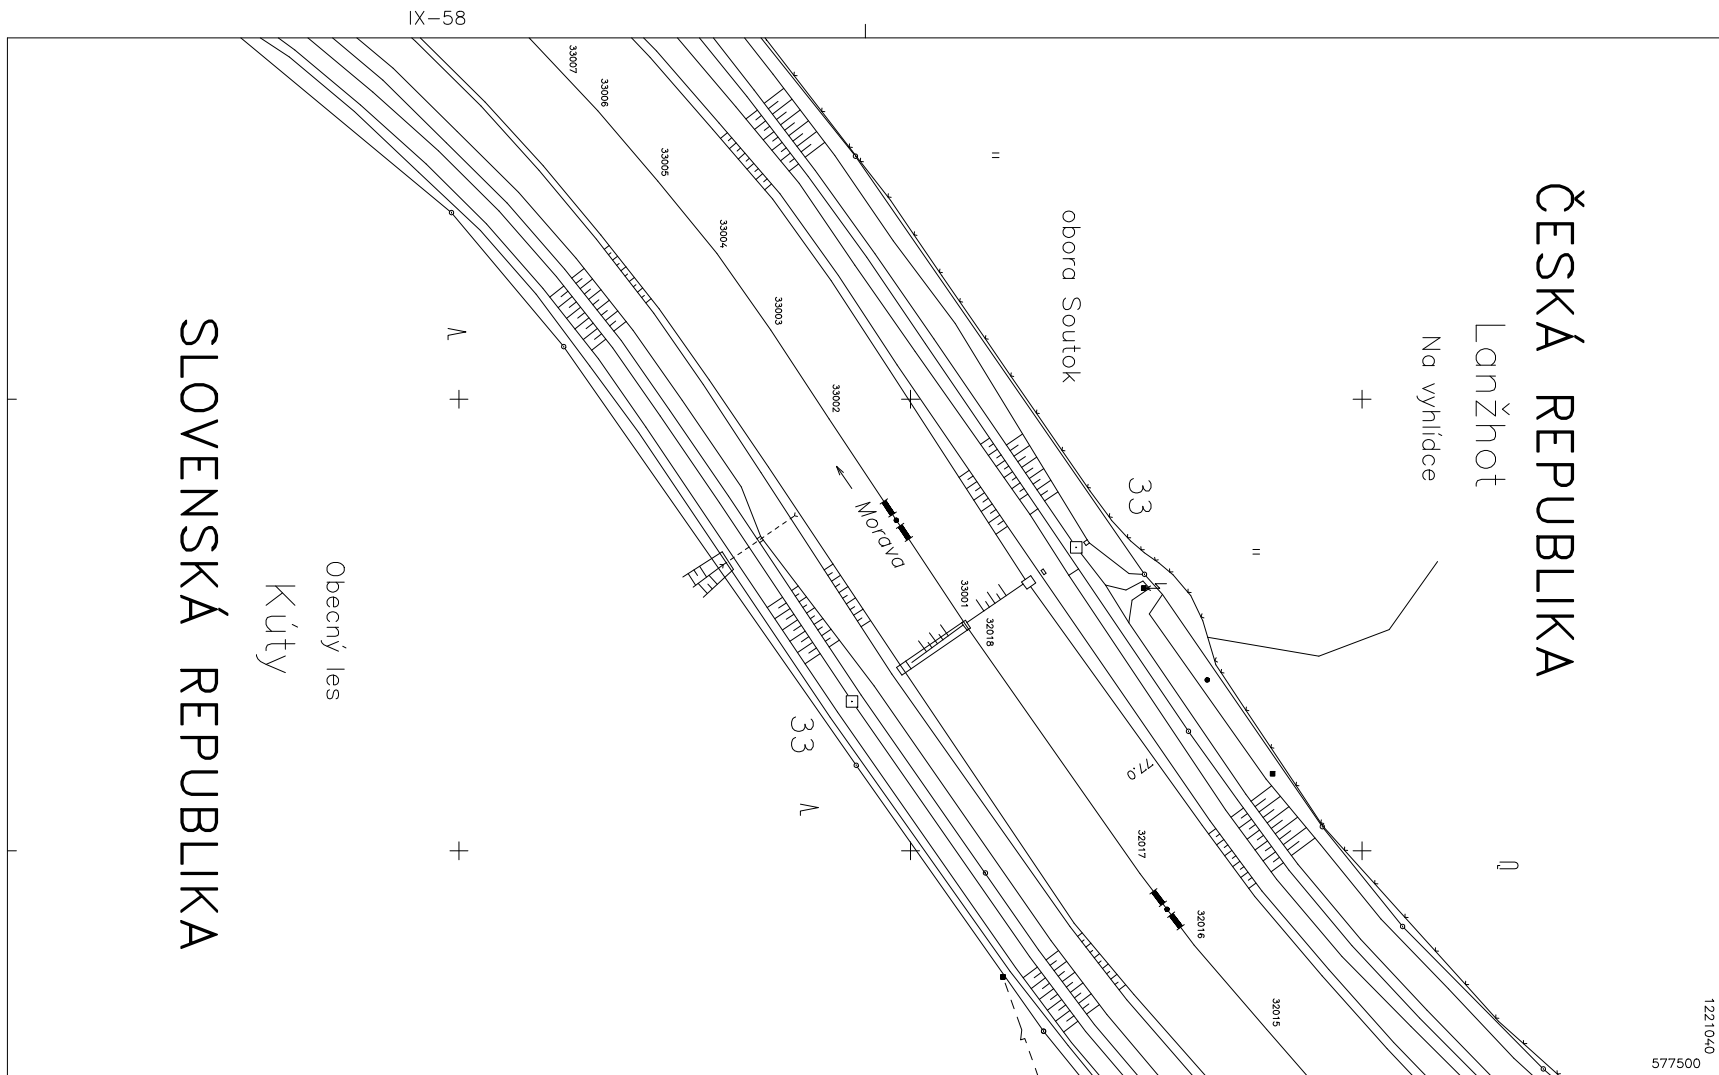 IX-58
ČESKÁ REPUBLIKA
Lanžhot
Na vyhlídce
obora Soutok
33
33007
33006
33005
33004
33003
33002
Morava
33001
32018
77.0
32017
32016
32015
33
Obecný les
Kúty
SLOVENSKÁ REPUBLIKA
1221040
577500